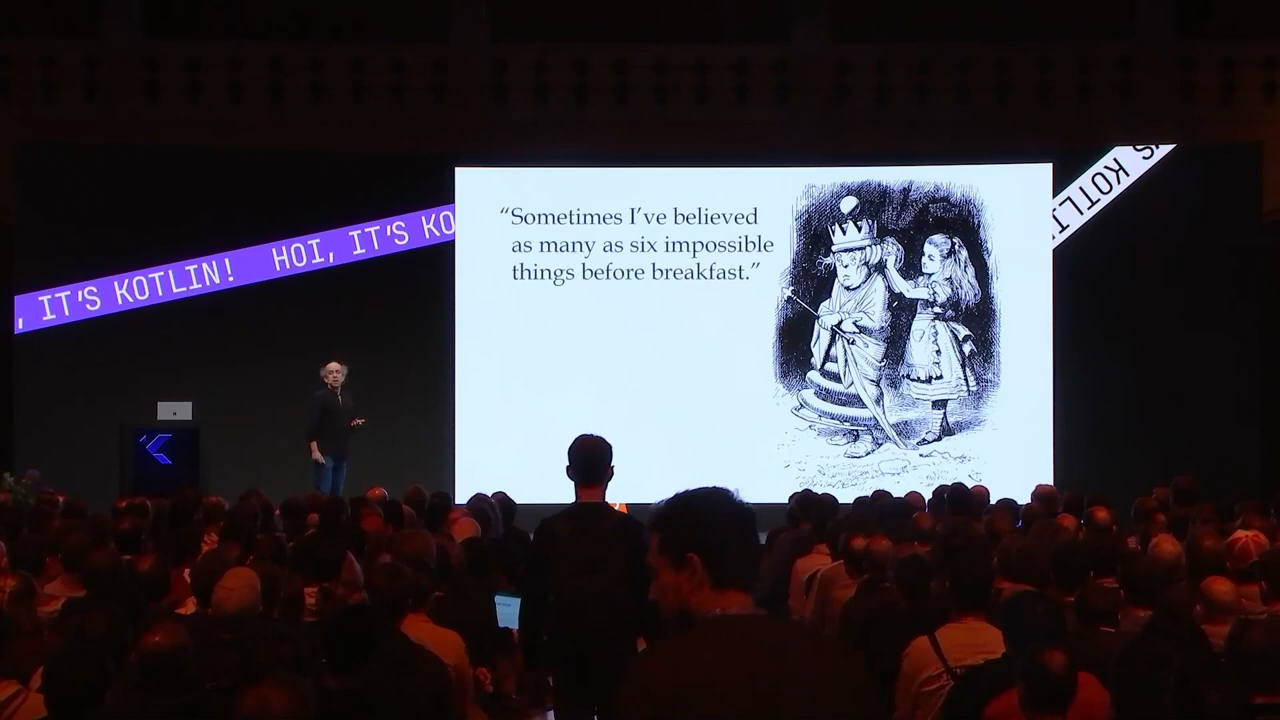 , IT'S KOTLIN! HOI, IT'S KO
“Sometimes I’ve believed
as many as six impossible
things before breakfast.”
'S KOTLI